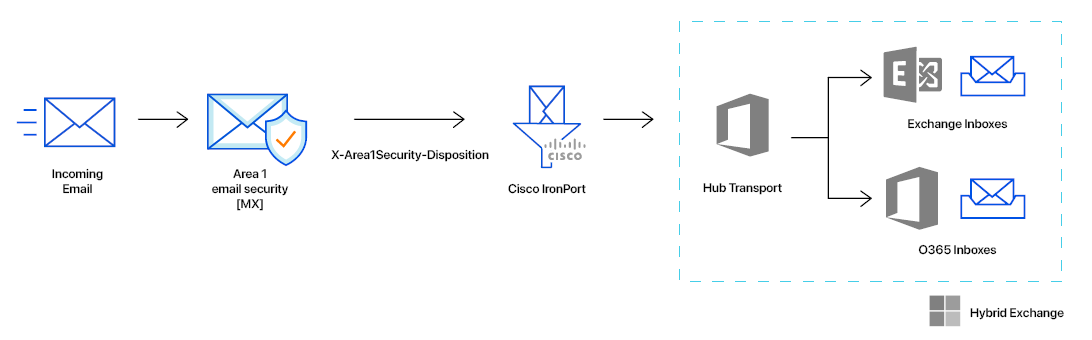 Incoming
Email
Area 1
email security
[MX]
X-Area1Security-Disposition
CISCO
Cisco IronPort
Hub Transport
E
Exchange Inboxes
O365 Inboxes
Hybrid Exchange